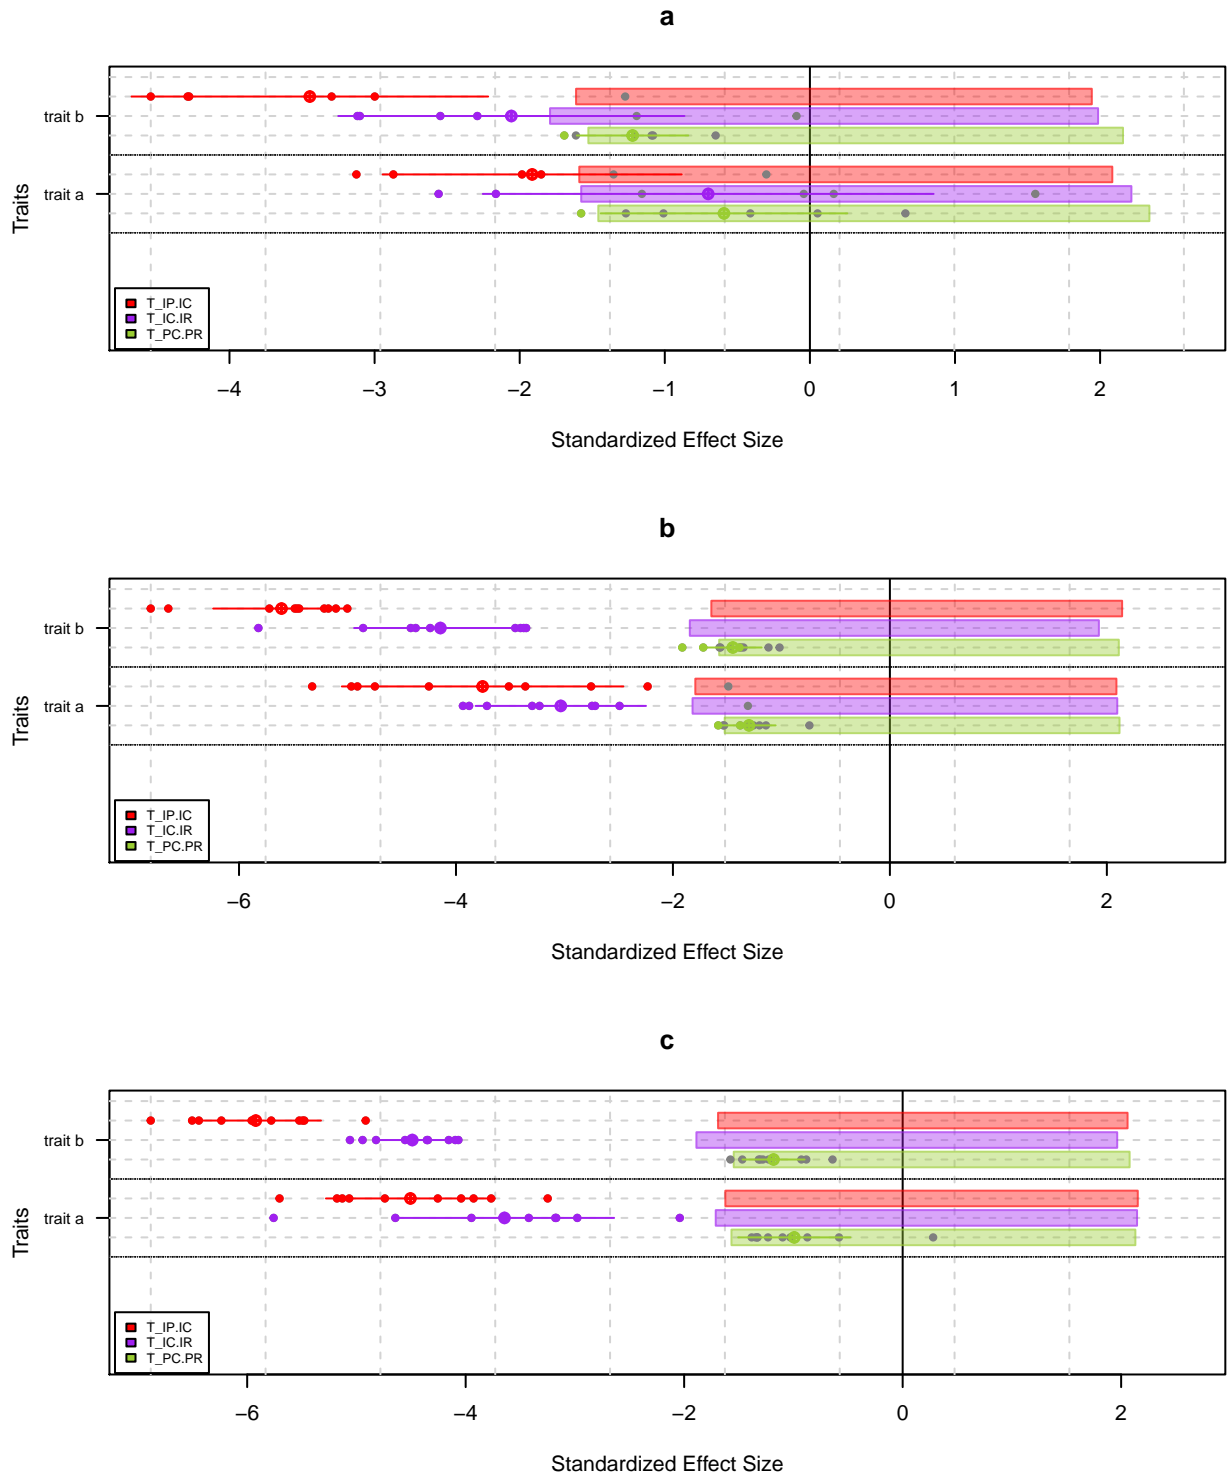 a
Traits
trait b
trait a
T_IP.IC
T_IC.IR
T_PC.PR
−4 −3 −2 −1 0 1 2
Standardized Effect Size
b
Traits
trait b
trait a
T_IP.IC
T_IC.IR
T_PC.PR
−6 −4 −2 0 2
Standardized Effect Size
c
Traits
trait b
trait a
T_IP.IC
T_IC.IR
T_PC.PR
−6 −4 −2 0 2
Standardized Effect Size